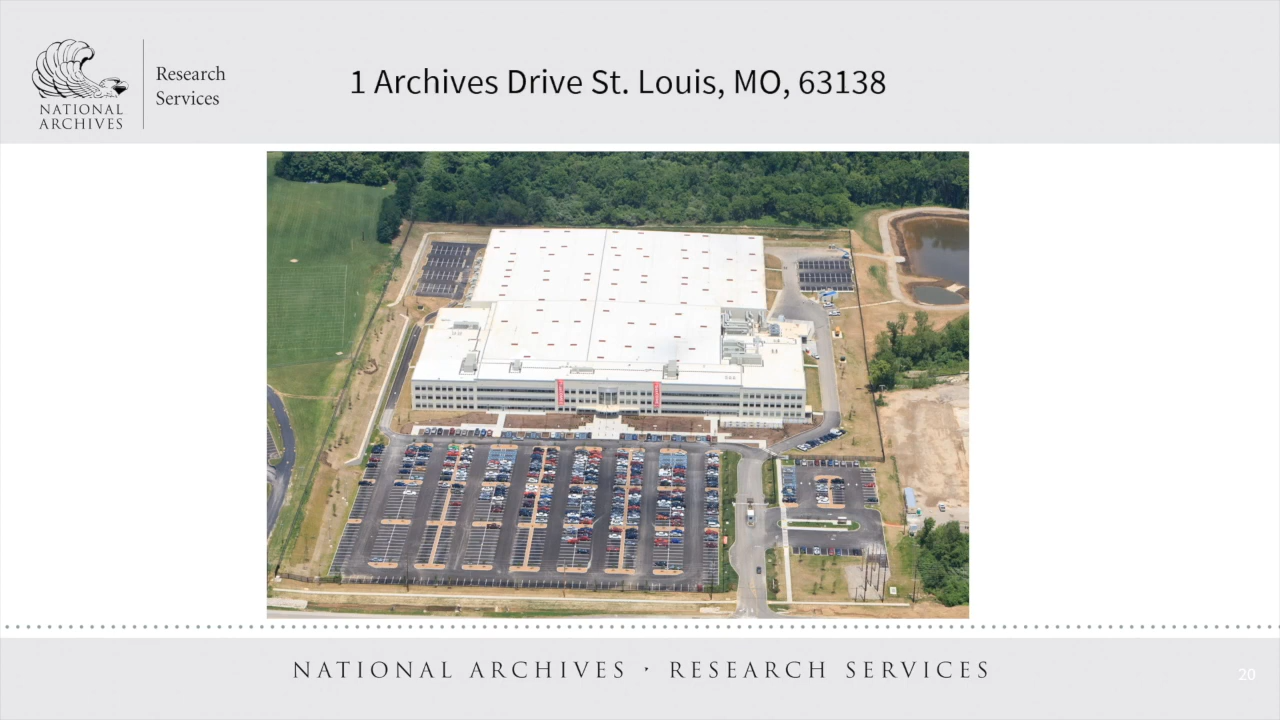 NATIONAL
ARCHIVES
Research
Services
1 Archives Drive St. Louis, MO, 63138
NATIONAL ARCHIVES · RESEARCH SERVICES
20